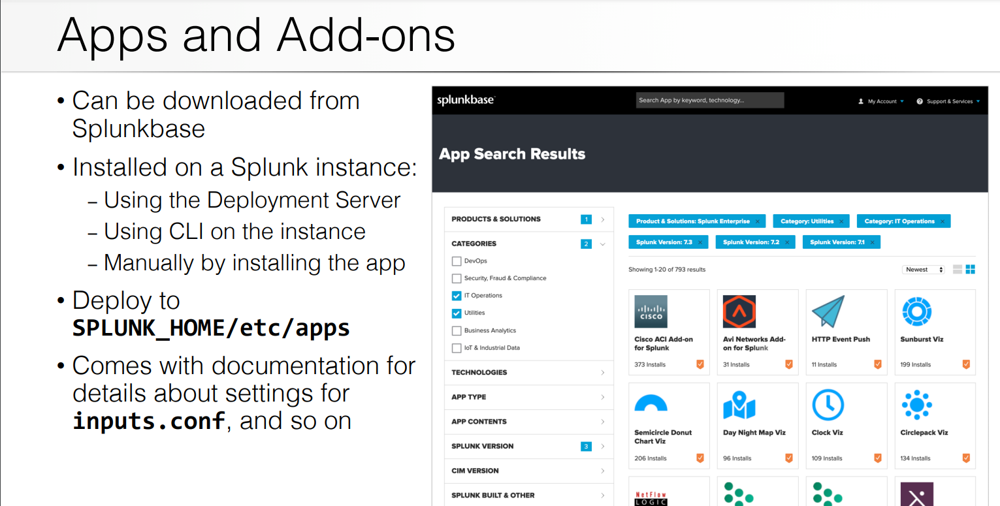 Apps and Add-ons
• Can be downloaded from
Splunkbase
• Installed on a Splunk instance:
– Using the Deployment Server
– Using CLI on the instance
– Manually by installing the app
• Deploy to
SPLUNK_HOME/etc/apps
• Comes with documentation for
details about settings for
inputs.conf, and so on
splunkbase™
Search App by keyword, technology...
My Account
Support & Services
App Search Results
PRODUCTS & SOLUTIONS 1
CATEGORIES 2
DevOps
Security, Fraud & Compliance
IT Operations
Utilities
Business Analytics
IoT & Industrial Data
TECHNOLOGIES
APP TYPE
APP CONTENTS
SPLUNK VERSION 3
CIM VERSION
SPLUNK BUILT & OTHER
Product & Solutions: Splunk Enterprise ×
Category: Utilities ×
Category: IT Operations ×
Splunk Version: 7.3 ×
Splunk Version: 7.2 ×
Splunk Version: 7.1 ×
Showing 1-20 of 793 results
Newest
CISCO
Cisco ACI Add-on
for Splunk
373 Installs
Avi Networks Add-
on for Splunk
31 Installs
HTTP Event Push
11 Installs
Sunburst Viz
199 Installs
Semicircle Donut
Chart Viz
206 Installs
Day Night Map Viz
96 Installs
Clock Viz
109 Installs
Circlepack Viz
134 Installs
NetFlow
LOGIC